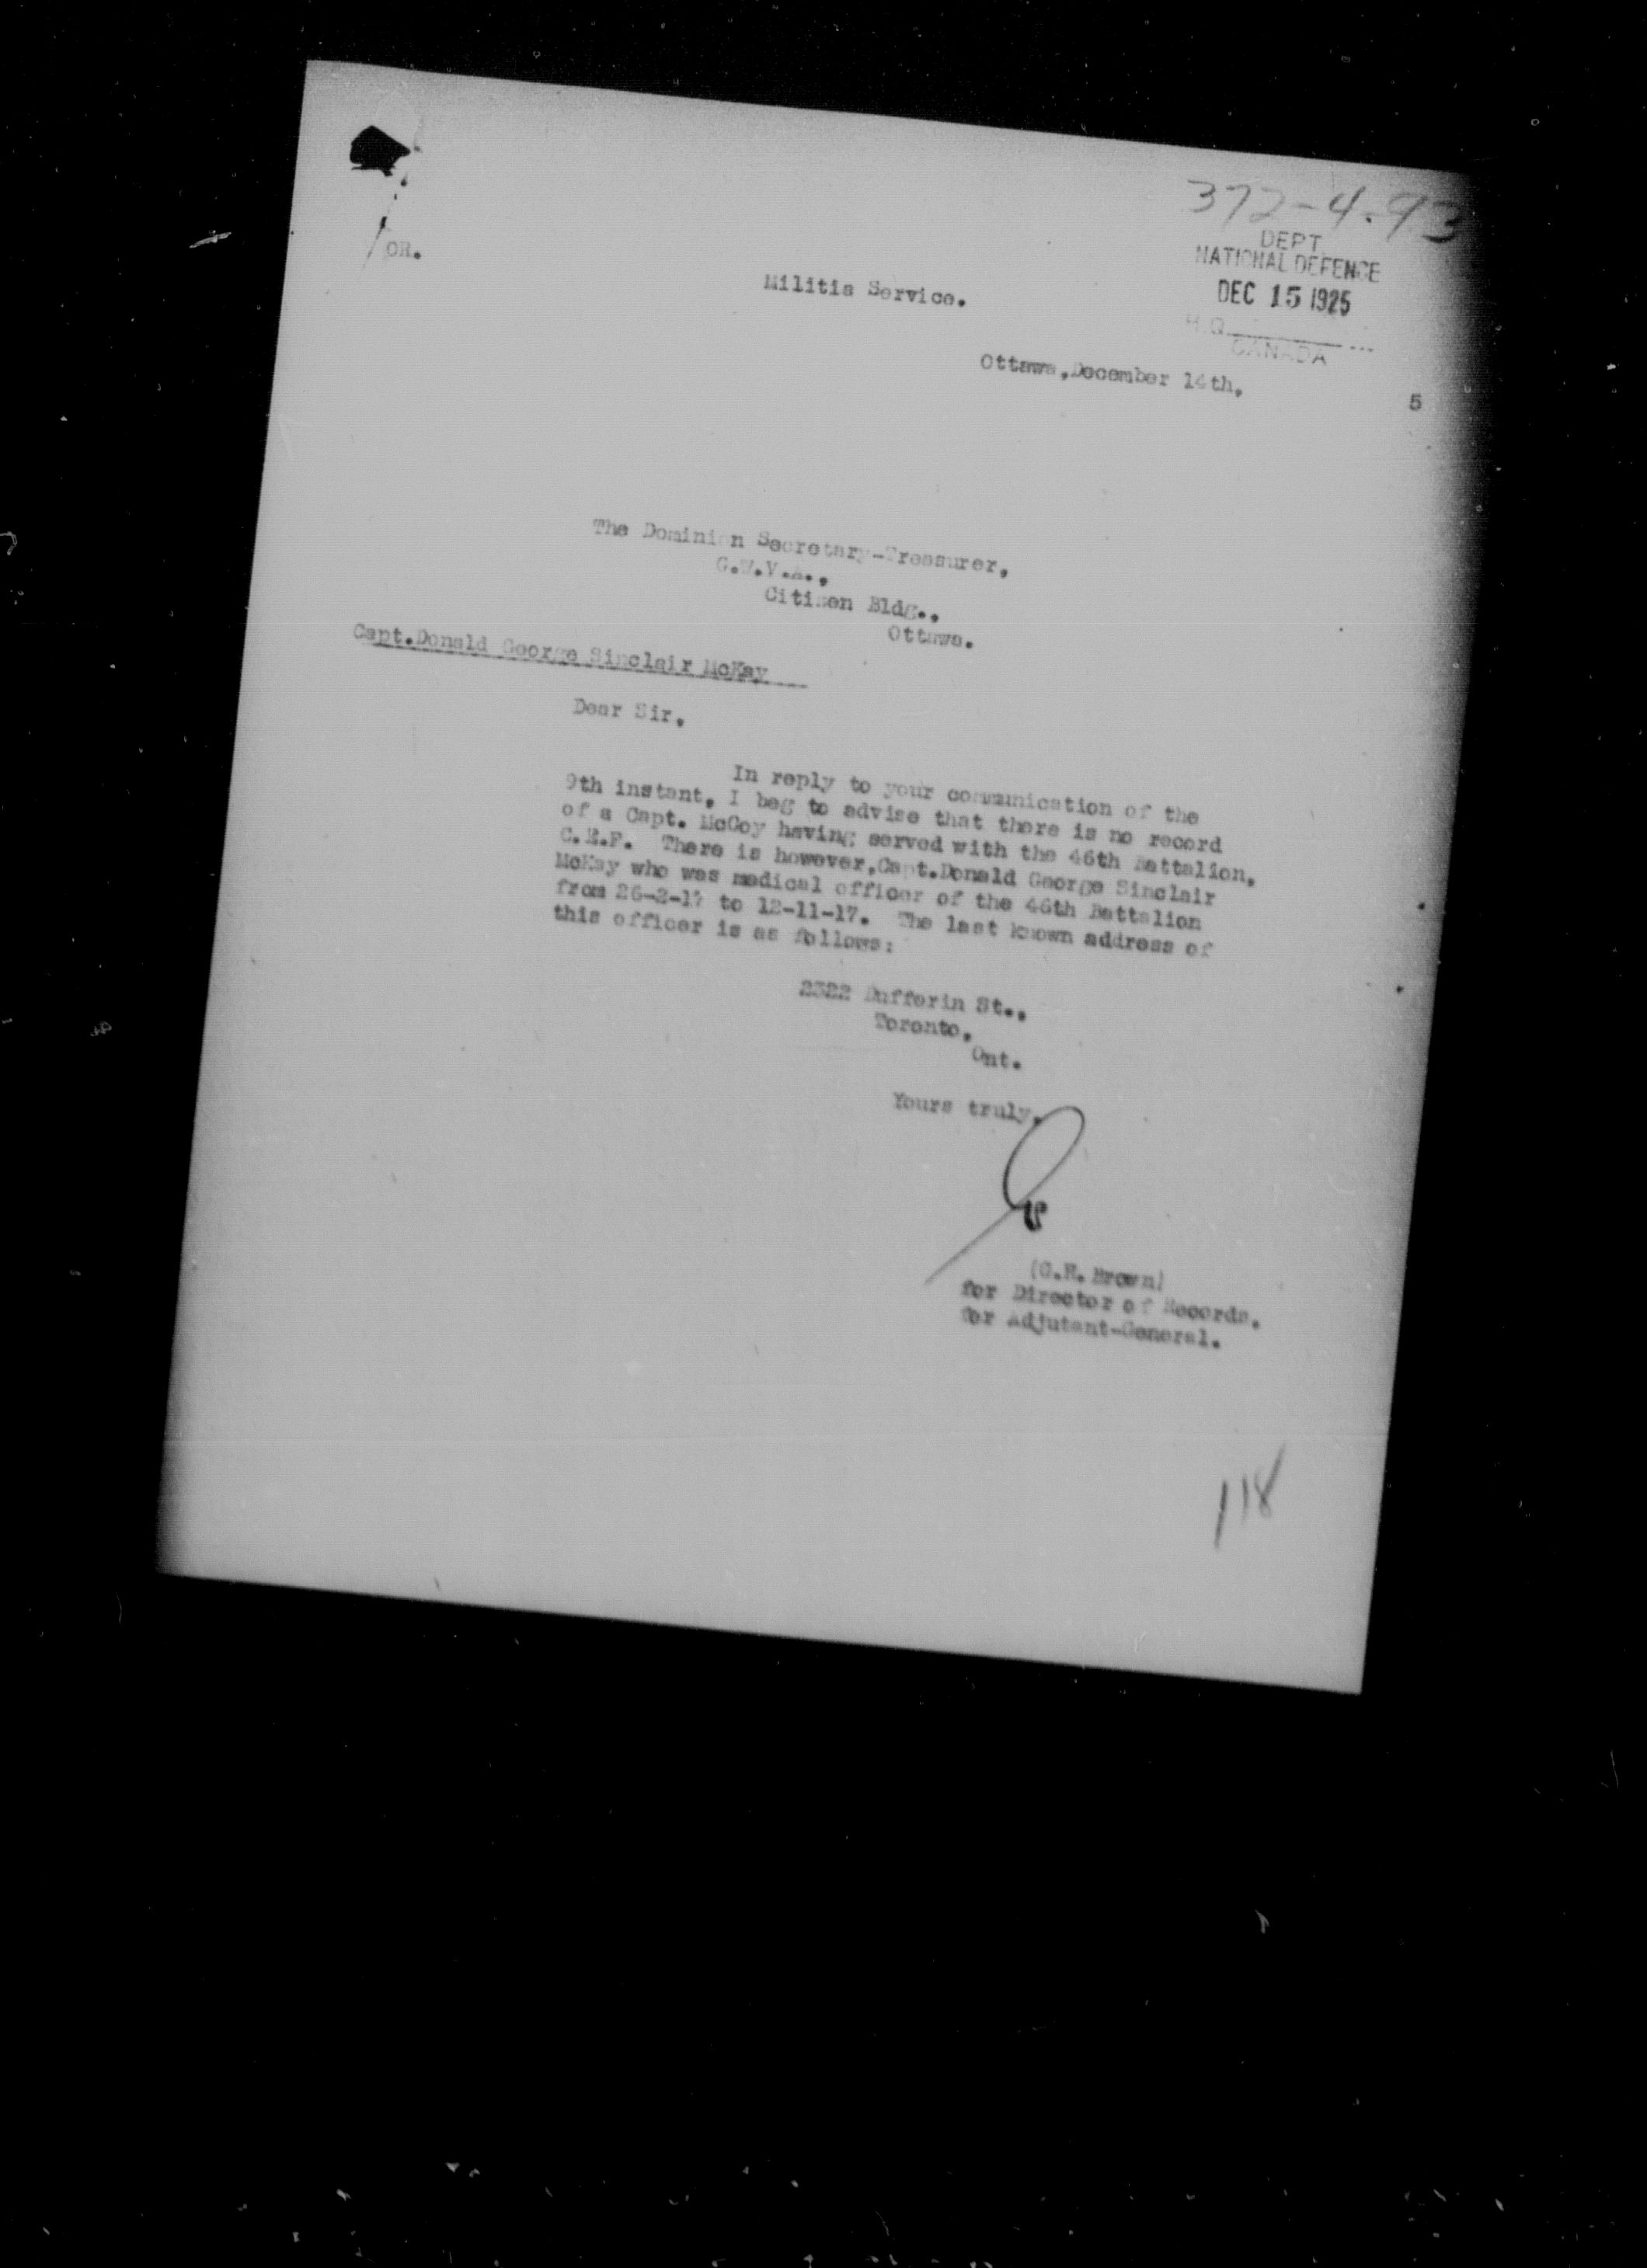 372-4-93
DEPT.
NATIONAL DEFENCE
DEC 15 1925
H.Q.
CANADA
/OR.
Militia Service.
Ottawa, December 14th,
5
The Dominion Secretary-Treasurer,
G.W.V.A.,
Citizen Bldg.,
Ottawa.
Capt.Donald George Sinclair McKay
Dear Sir,
In reply to your communication of the
9th instant, I beg to advise that there is no record
of a Capt. McCoy having served with the 46th Battalion,
C.E.F. There is however, Capt.Donald George Sinclair
McKay who was medical officer of the 46th Battalion
from 26-2-17 to 12-11-17. The last known address of
this officer is as follows:
2322 Dufferin St.,
Toronto,
Ont.
Yours truly,
(C.R. Brown)
for Director of Records.
for Adjutant-General.
118